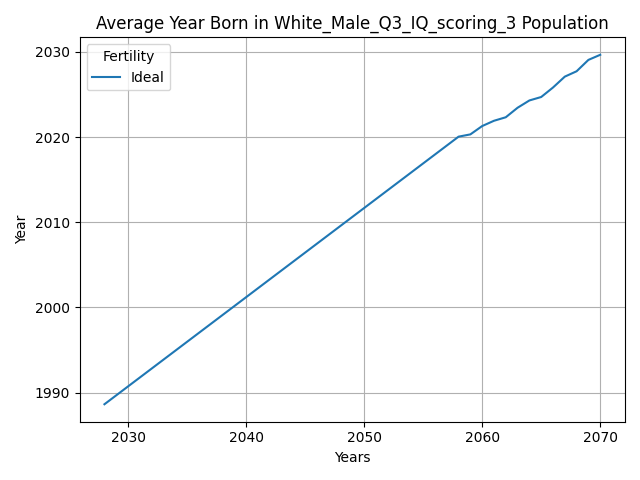 Average Year Born in White_Male_Q3_IQ_scoring_3 Population
Fertility
Ideal
2030
2020
2010
2000
1990
Year
2030 2040 2050 2060 2070
Years